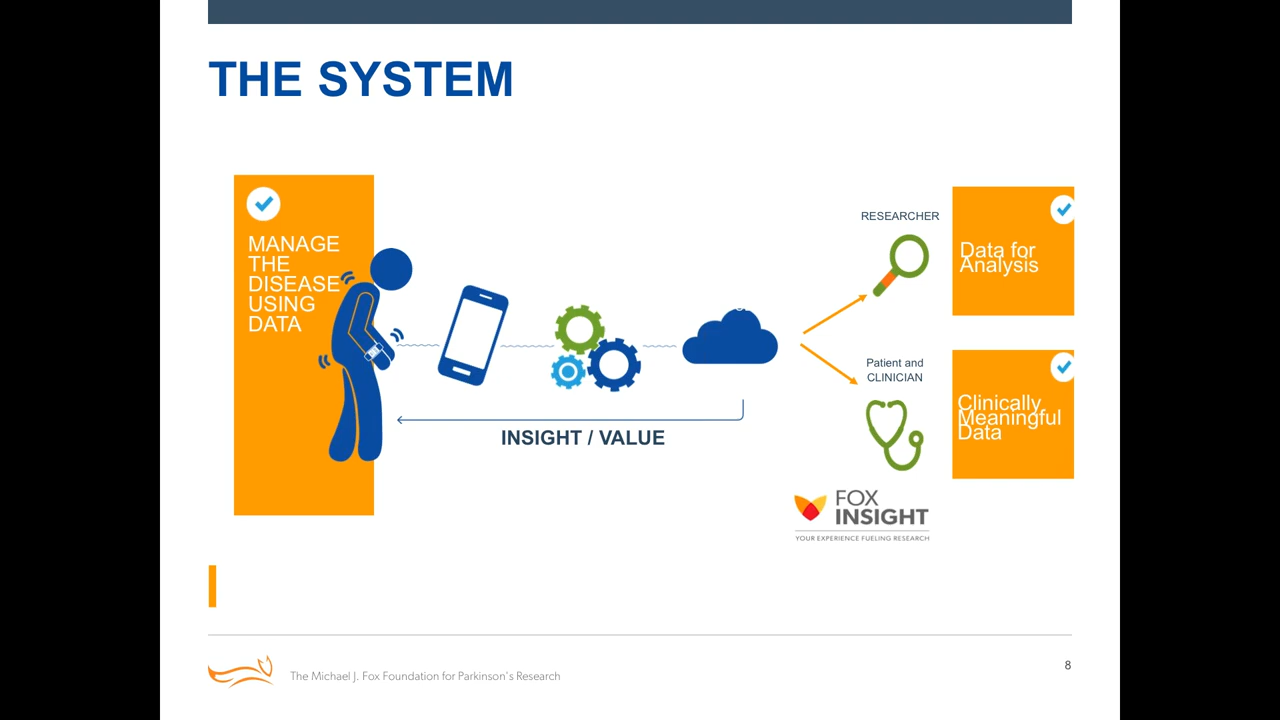 THE SYSTEM
MANAGE
THE
DISEASE
USING
DATA
INSIGHT / VALUE
RESEARCHER
Data for
Analysis
Patient and
CLINICIAN
Clinically
Meaningful
Data
FOX
INSIGHT
YOUR EXPERIENCE FUELING RESEARCH
The Michael J. Fox Foundation for Parkinson's Research
8